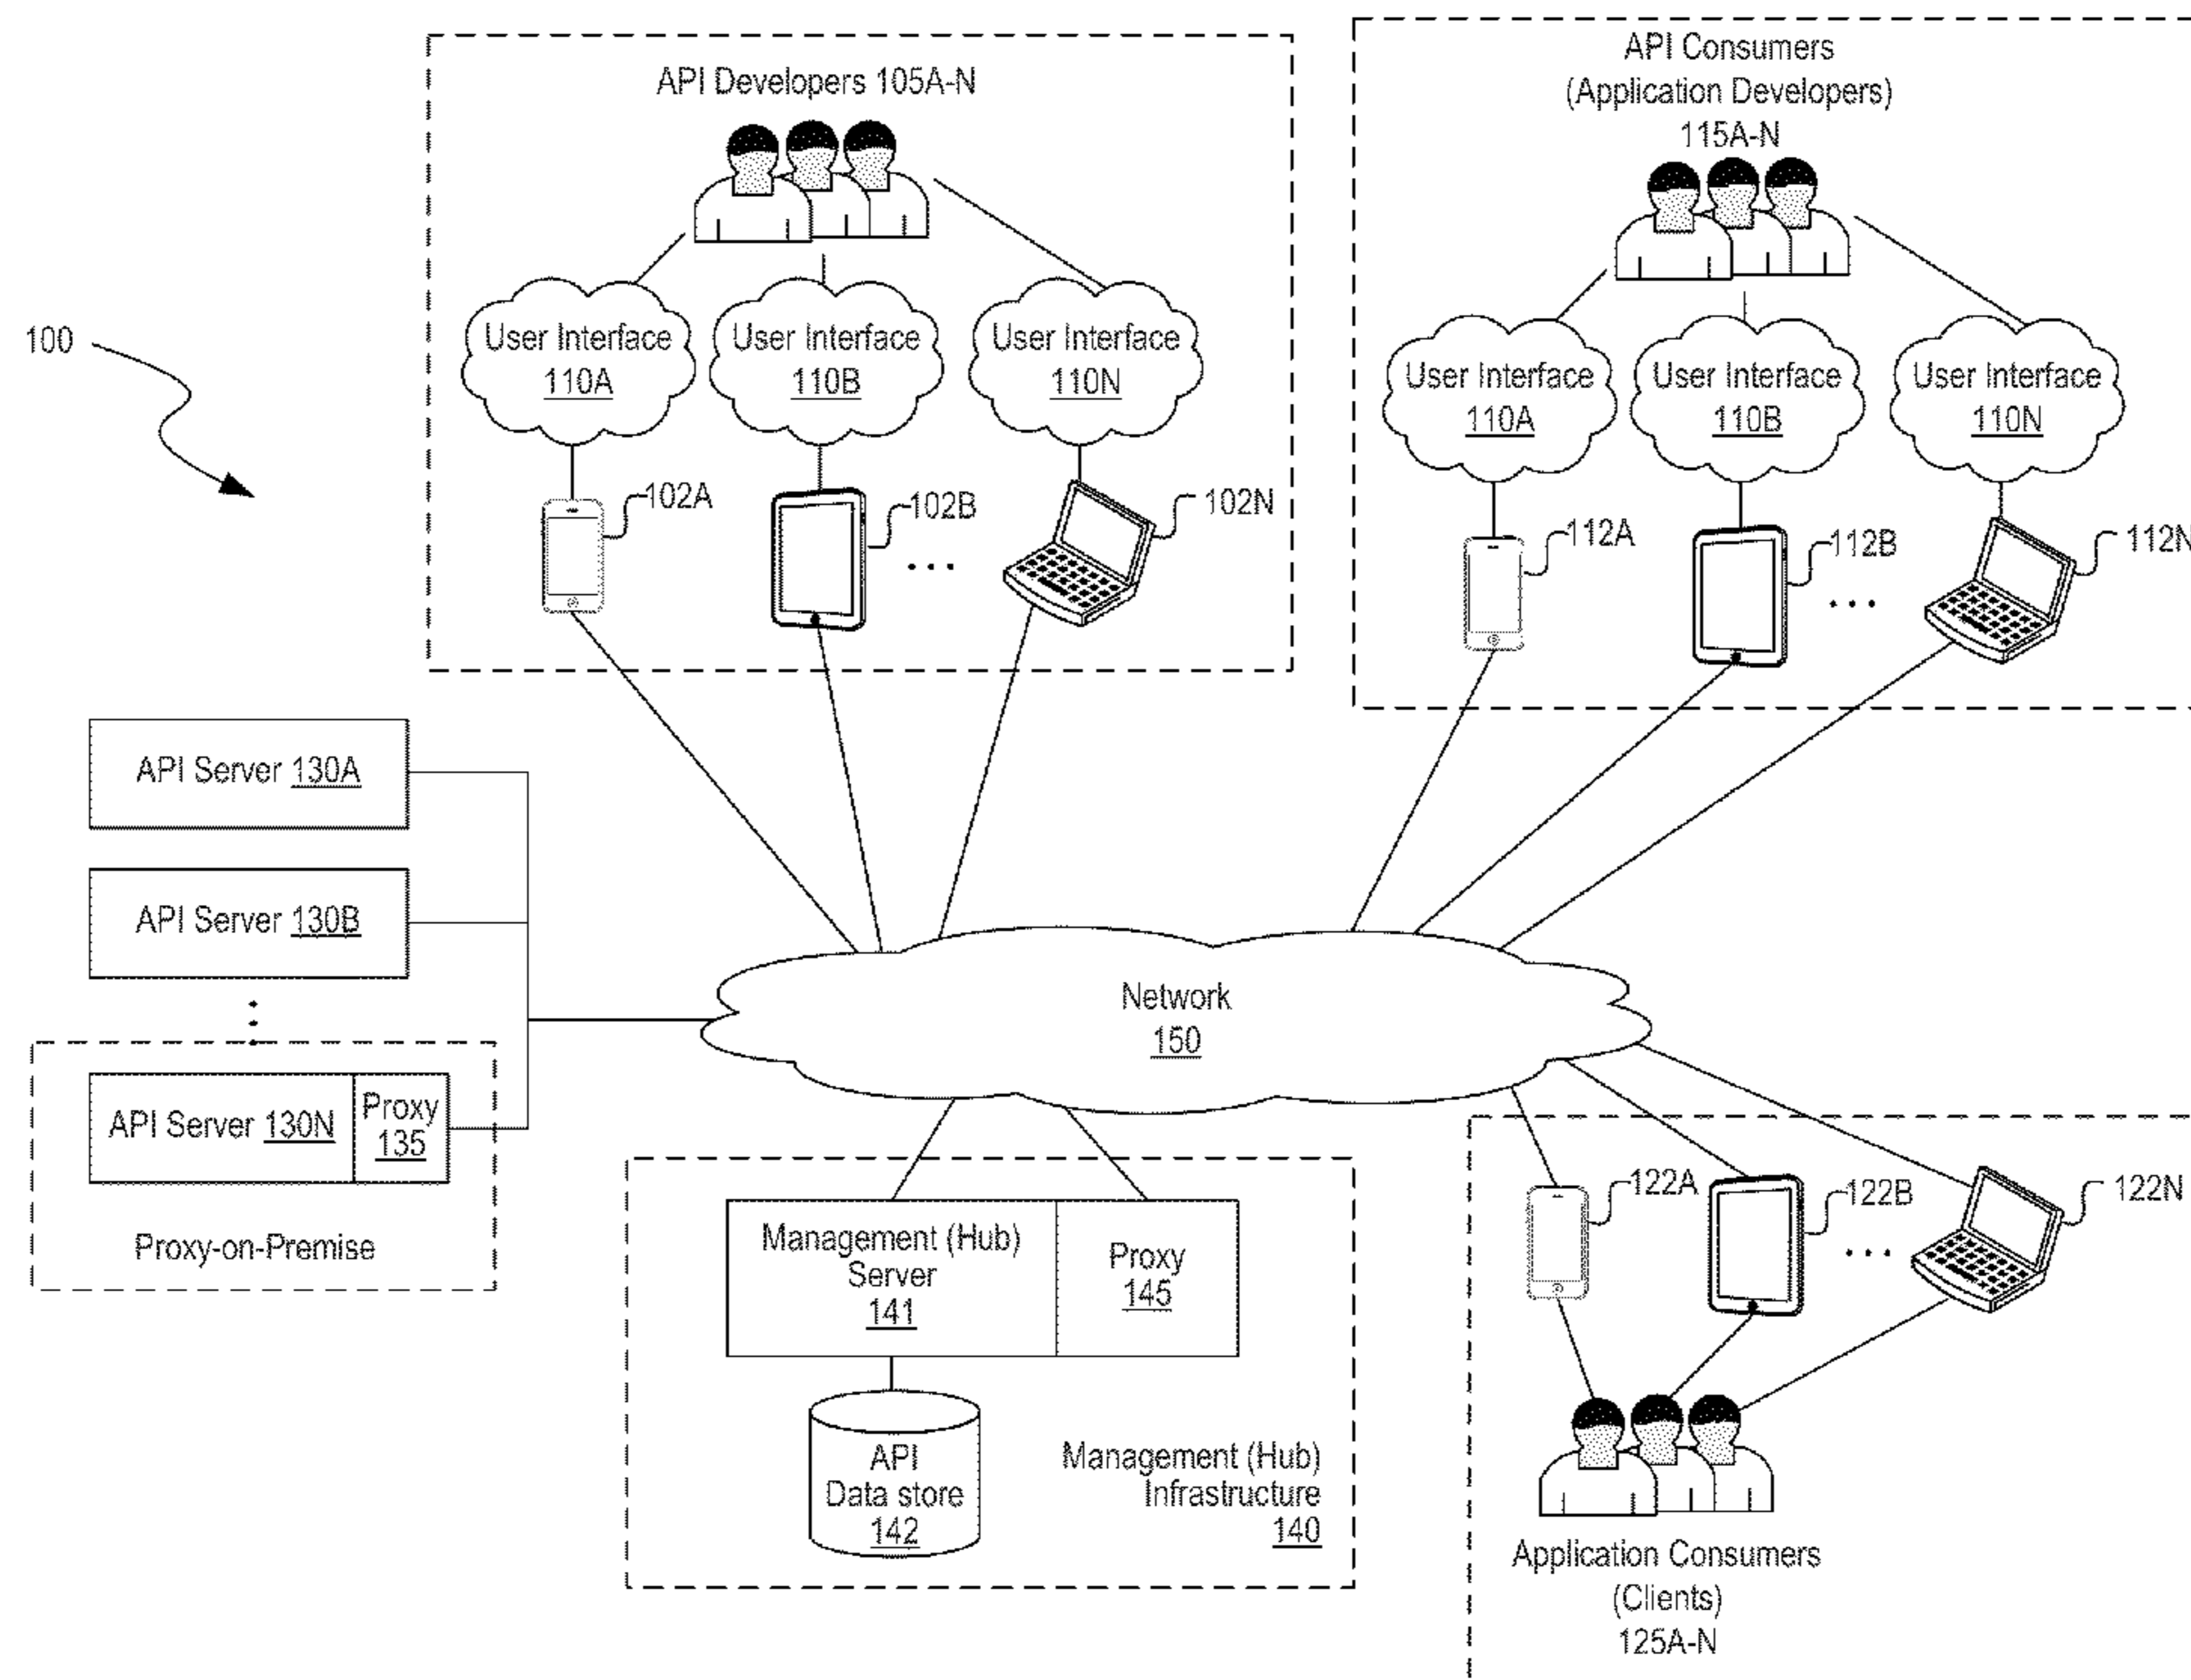 API Developers 105A-N
API Consumers
(Application Developers)
115A-N
100
User Interface
110A
User Interface
110B
User Interface
110N
User Interface
110A
User Interface
110B
User Interface
110N
102A
102B
102N
112A
112B
112N
API Server 130A
API Server 130B
API Server 130N
Proxy
135
Proxy-on-Premise
Network
150
Management (Hub)
Server
141
Proxy
145
API
Data store
142
Management (Hub)
Infrastructure
140
122A
122B
122N
Application Consumers
(Clients)
125A-N